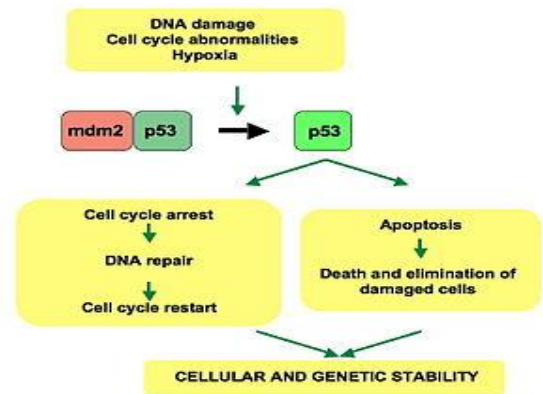 DNA damage
Cell cycle abnormalities
Hypoxia
mdm2 p53
p53
Cell cycle arrest
DNA repair
Cell cycle restart
Apoptosis
Death and elimination of
damaged cells
CELLULAR AND GENETIC STABILITY